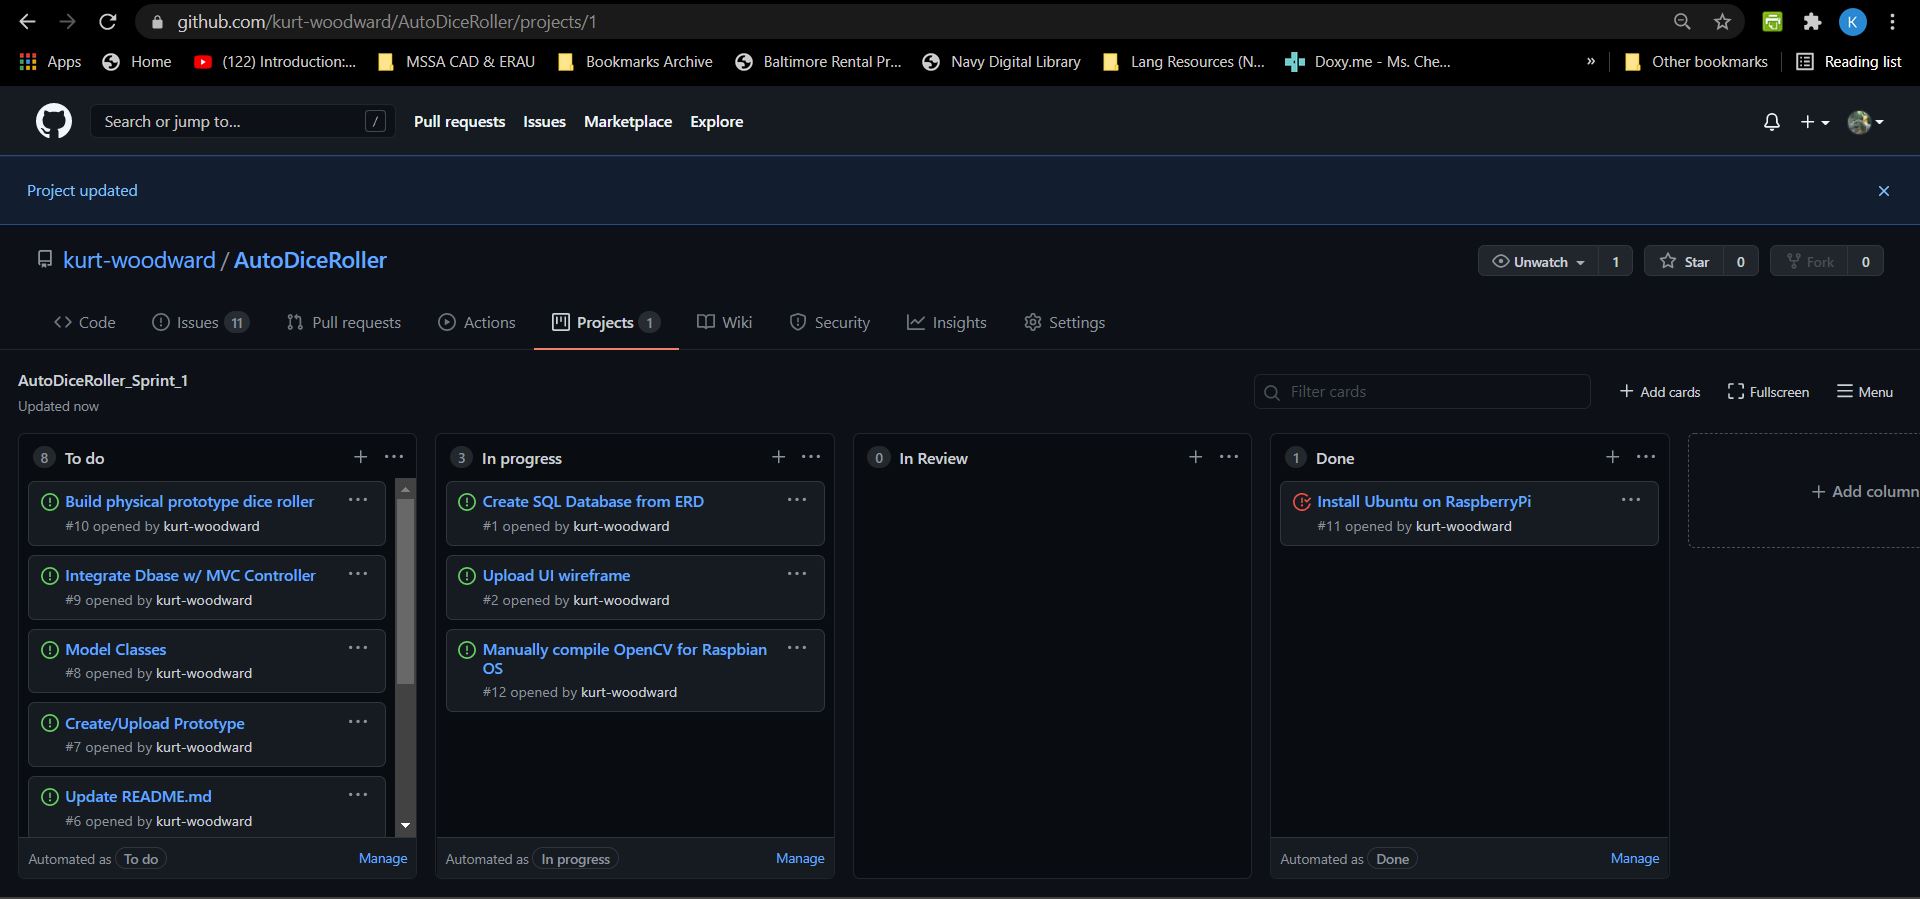 github.com/kurt-woodward/AutoDiceRoller/projects/1
K
Apps Home (122) Introduction:... MSSA CAD & ERAU Bookmarks Archive Baltimore Rental Pr... Navy Digital Library Lang Resources (N... Doxy.me - Ms. Che... » Other bookmarks Reading list
Search or jump to... / Pull requests Issues Marketplace Explore
Project updated
kurt-woodward / AutoDiceRoller
Unwatch 1 Star 0 Fork 0
Code Issues 11 Pull requests Actions Projects 1 Wiki Security Insights Settings
AutoDiceRoller_Sprint_1
Updated now
Filter cards + Add cards Fullscreen Menu
8 To do
Build physical prototype dice roller
#10 opened by kurt-woodward
Integrate Dbase w/ MVC Controller
#9 opened by kurt-woodward
Model Classes
#8 opened by kurt-woodward
Create/Upload Prototype
#7 opened by kurt-woodward
Update README.md
#6 opened by kurt-woodward
Automated as To do Manage
3 In progress
Create SQL Database from ERD
#1 opened by kurt-woodward
Upload UI wireframe
#2 opened by kurt-woodward
Manually compile OpenCV for Raspbian
OS
#12 opened by kurt-woodward
Automated as In progress Manage
0 In Review
1 Done
Install Ubuntu on RaspberryPi
#11 opened by kurt-woodward
Automated as Done Manage
+ Add column